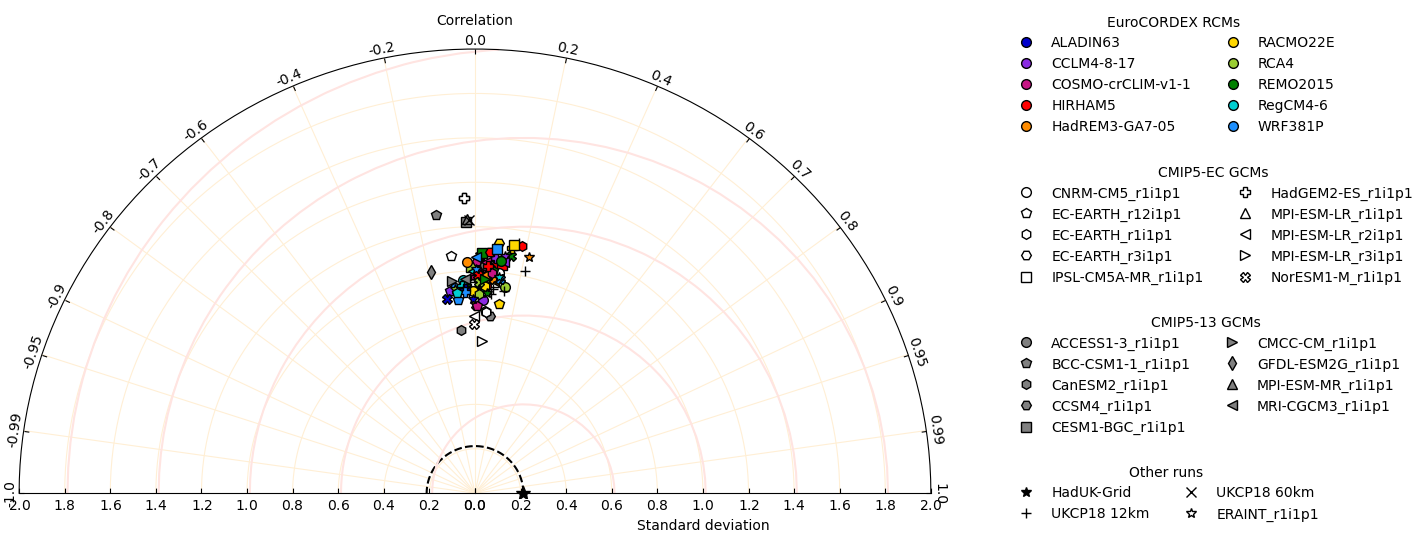 Correlation
0.0
-0.2
0.2
-0.4
0.4
-0.6
0.6
-0.7
0.7
-0.8
0.8
-0.9
0.9
-0.95
0.95
-0.99
0.99
-1.0
1.0
2.0 1.8 1.6 1.4 1.2 1.0 0.8 0.6 0.4 0.2 0.0 0.2 0.4 0.6 0.8 1.0 1.2 1.4 1.6 1.8 2.0
Standard deviation
EuroCORDEX RCMs
ALADIN63 RACMO22E
CCLM4-8-17 RCA4
COSMO-crCLIM-v1-1 REMO2015
HIRHAM5 RegCM4-6
HadREM3-GA7-05 WRF381P
CMIP5-EC GCMs
CNRM-CM5_r1i1p1 HadGEM2-ES_r1i1p1
EC-EARTH_r12i1p1 MPI-ESM-LR_r1i1p1
EC-EARTH_r1i1p1 MPI-ESM-LR_r2i1p1
EC-EARTH_r3i1p1 MPI-ESM-LR_r3i1p1
IPSL-CM5A-MR_r1i1p1 NorESM1-M_r1i1p1
CMIP5-13 GCMs
ACCESS1-3_r1i1p1 CMCC-CM_r1i1p1
BCC-CSM1-1_r1i1p1 GFDL-ESM2G_r1i1p1
CanESM2_r1i1p1 MPI-ESM-MR_r1i1p1
CCSM4_r1i1p1 MRI-CGCM3_r1i1p1
CESM1-BGC_r1i1p1
Other runs
HadUK-Grid UKCP18 60km
UKCP18 12km ERAINT_r1i1p1